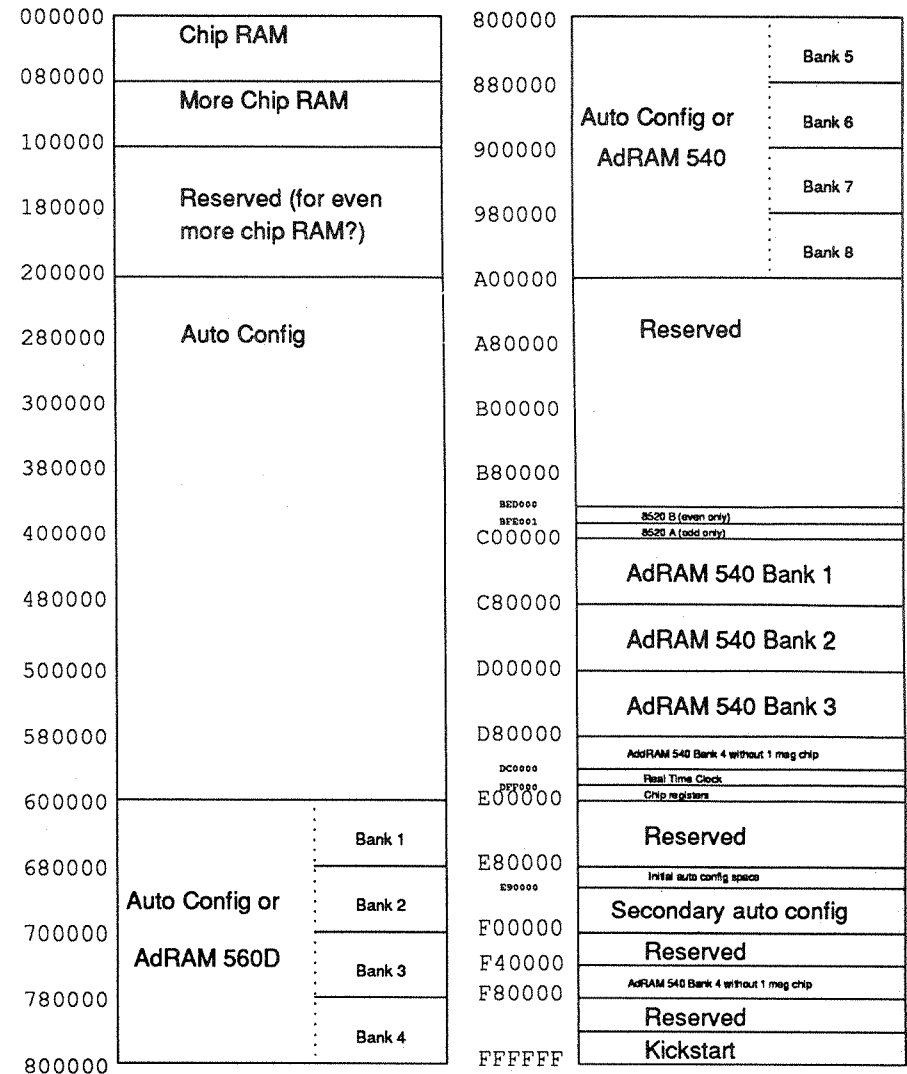 000000
Chip RAM
080000
More Chip RAM
100000
180000
Reserved (for even
more chip RAM?)
200000
280000
Auto Config
300000
380000
400000
480000
500000
580000
600000
Bank 1
680000
Auto Config or
Bank 2
700000
AdRAM 560D
Bank 3
780000
Bank 4
800000
800000
Bank 5
880000
Auto Config or
Bank 6
900000
AdRAM 540
Bank 7
980000
Bank 8
A00000
Reserved
A80000
B00000
B80000
BED000
8520 B (even only)
BFE001
8520 A (odd only)
C00000
AdRAM 540 Bank 1
C80000
AdRAM 540 Bank 2
D00000
AdRAM 540 Bank 3
D80000
AddRAM 540 Bank 4 without 1 meg chip
DC0000
Real Time Clock
DFF000
Chip registers
E00000
Reserved
E80000
Initial auto config space
E90000
Secondary auto config
F00000
Reserved
F40000
AdRAM 540 Bank 4 without 1 meg chip
F80000
Reserved
Kickstart
FFFFFF